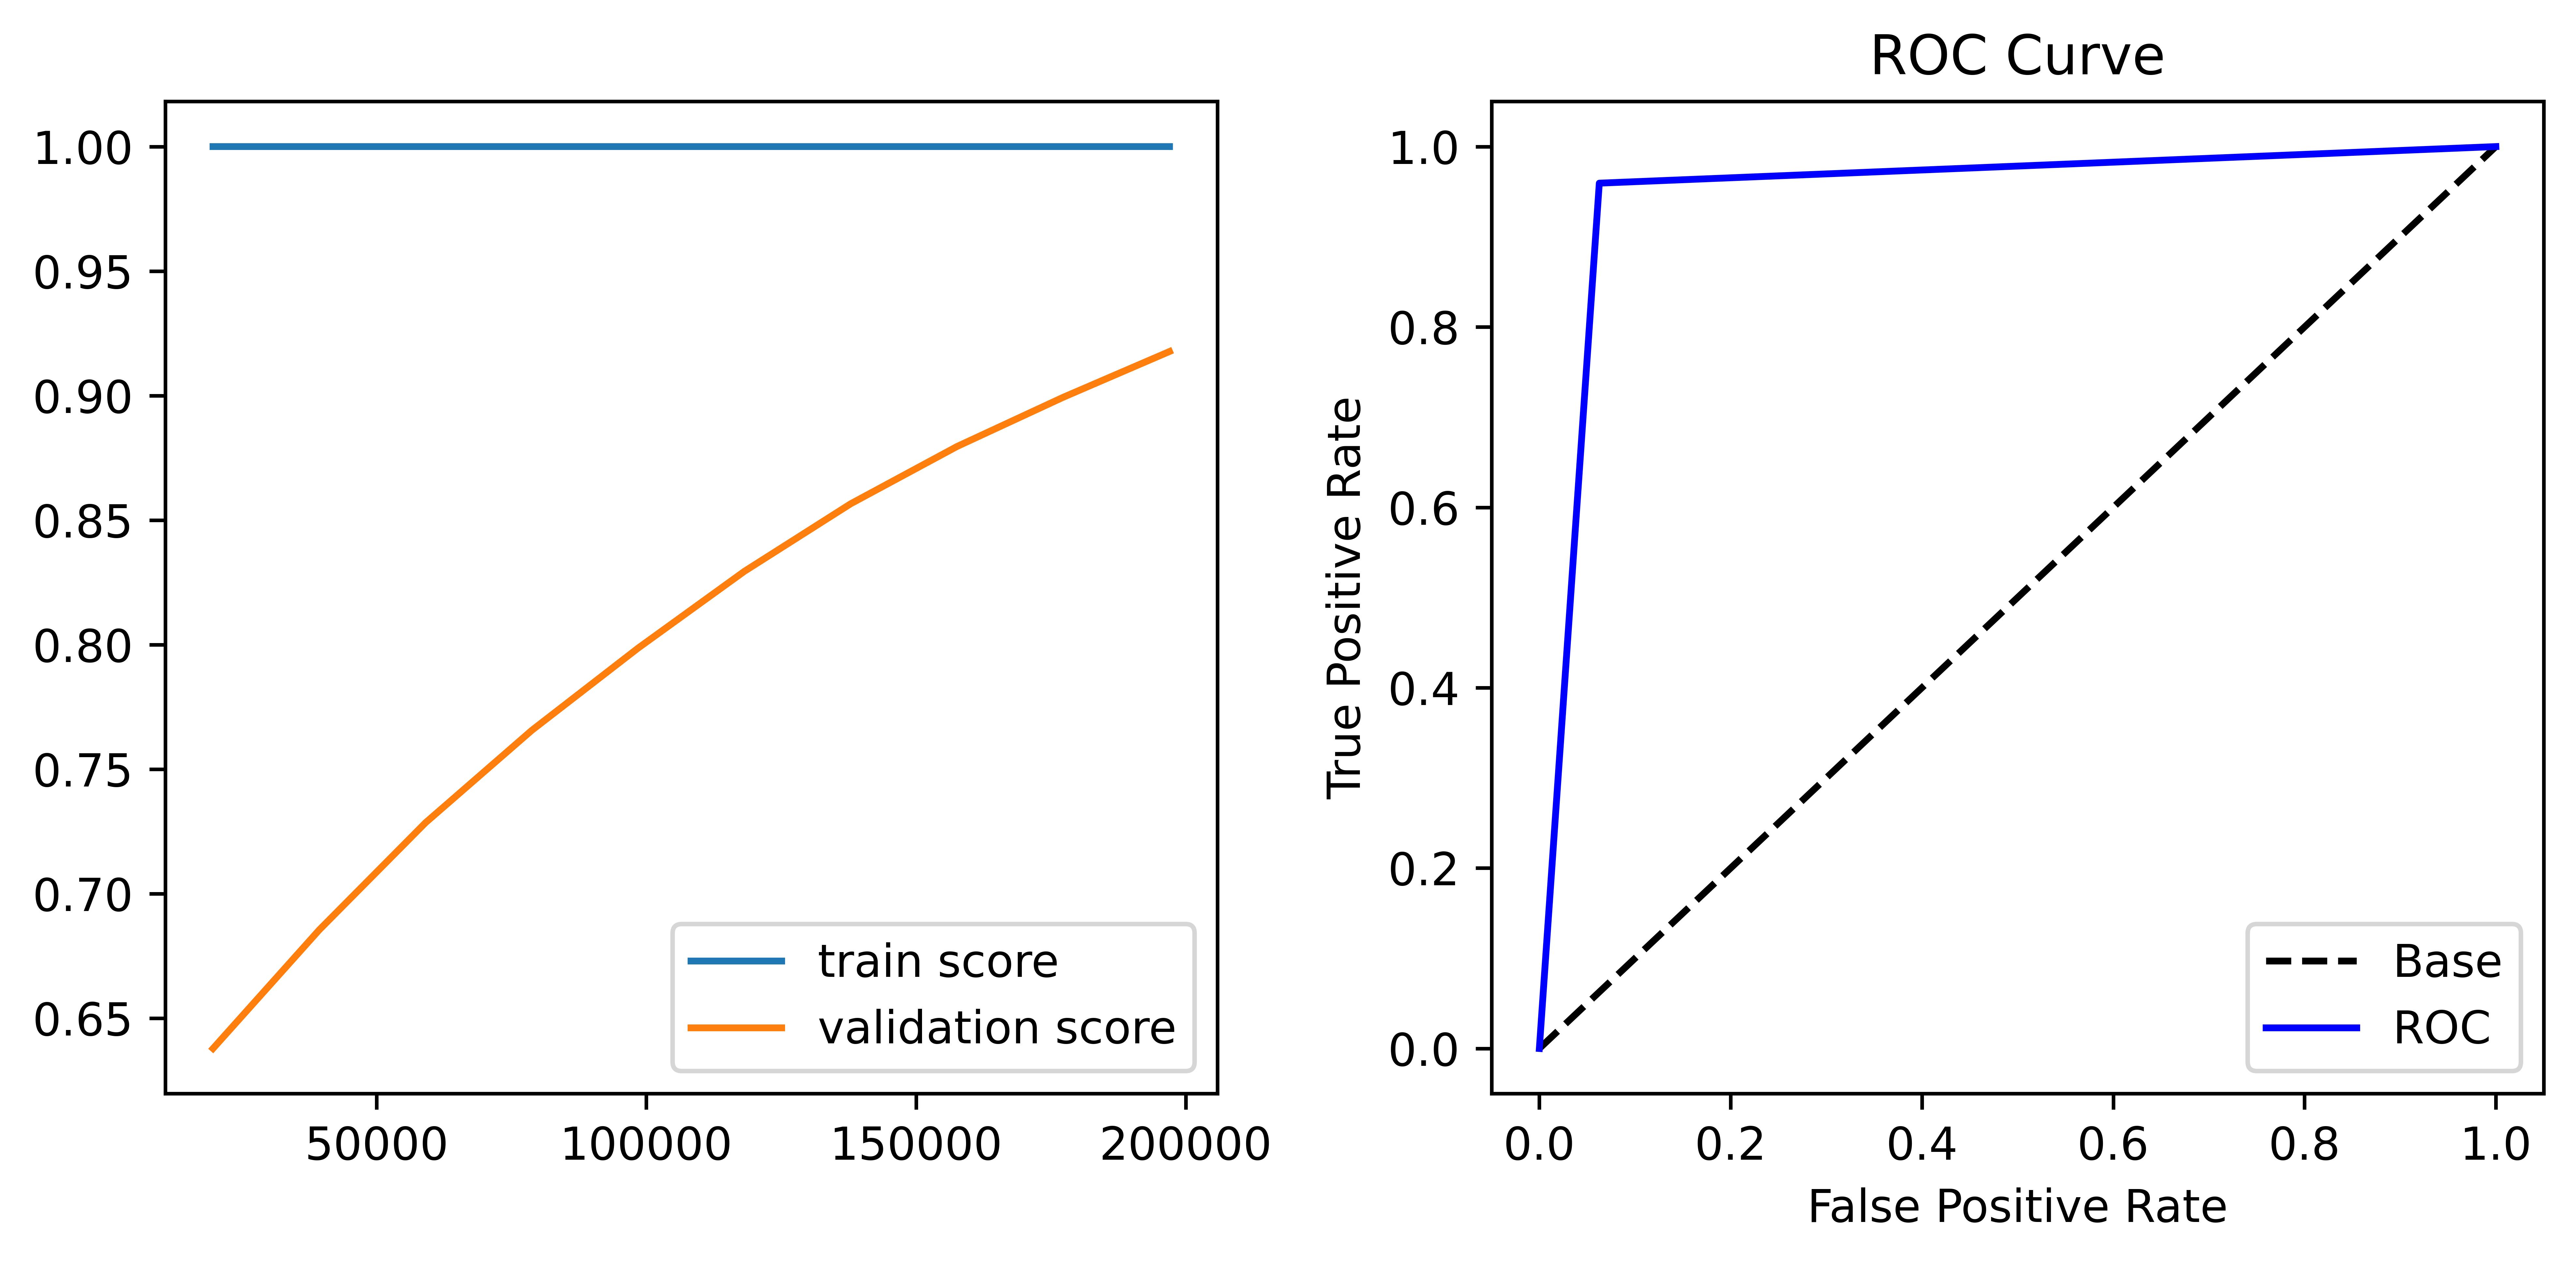 1.00
0.95
0.90
0.85
0.80
0.75
0.70
0.65
50000 100000 150000 200000
train score
validation score
ROC Curve
True Positive Rate
1.0
0.8
0.6
0.4
0.2
0.0
0.0 0.2 0.4 0.6 0.8 1.0
False Positive Rate
Base
ROC